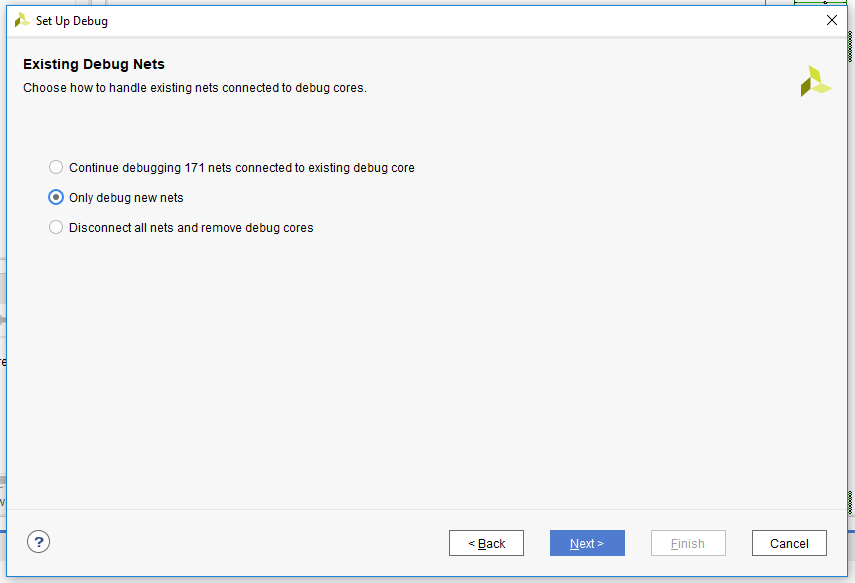 Set Up Debug
Existing Debug Nets
Choose how to handle existing nets connected to debug cores.
Continue debugging 171 nets connected to existing debug core
Only debug new nets
Disconnect all nets and remove debug cores
?
< Back
Next >
Finish
Cancel